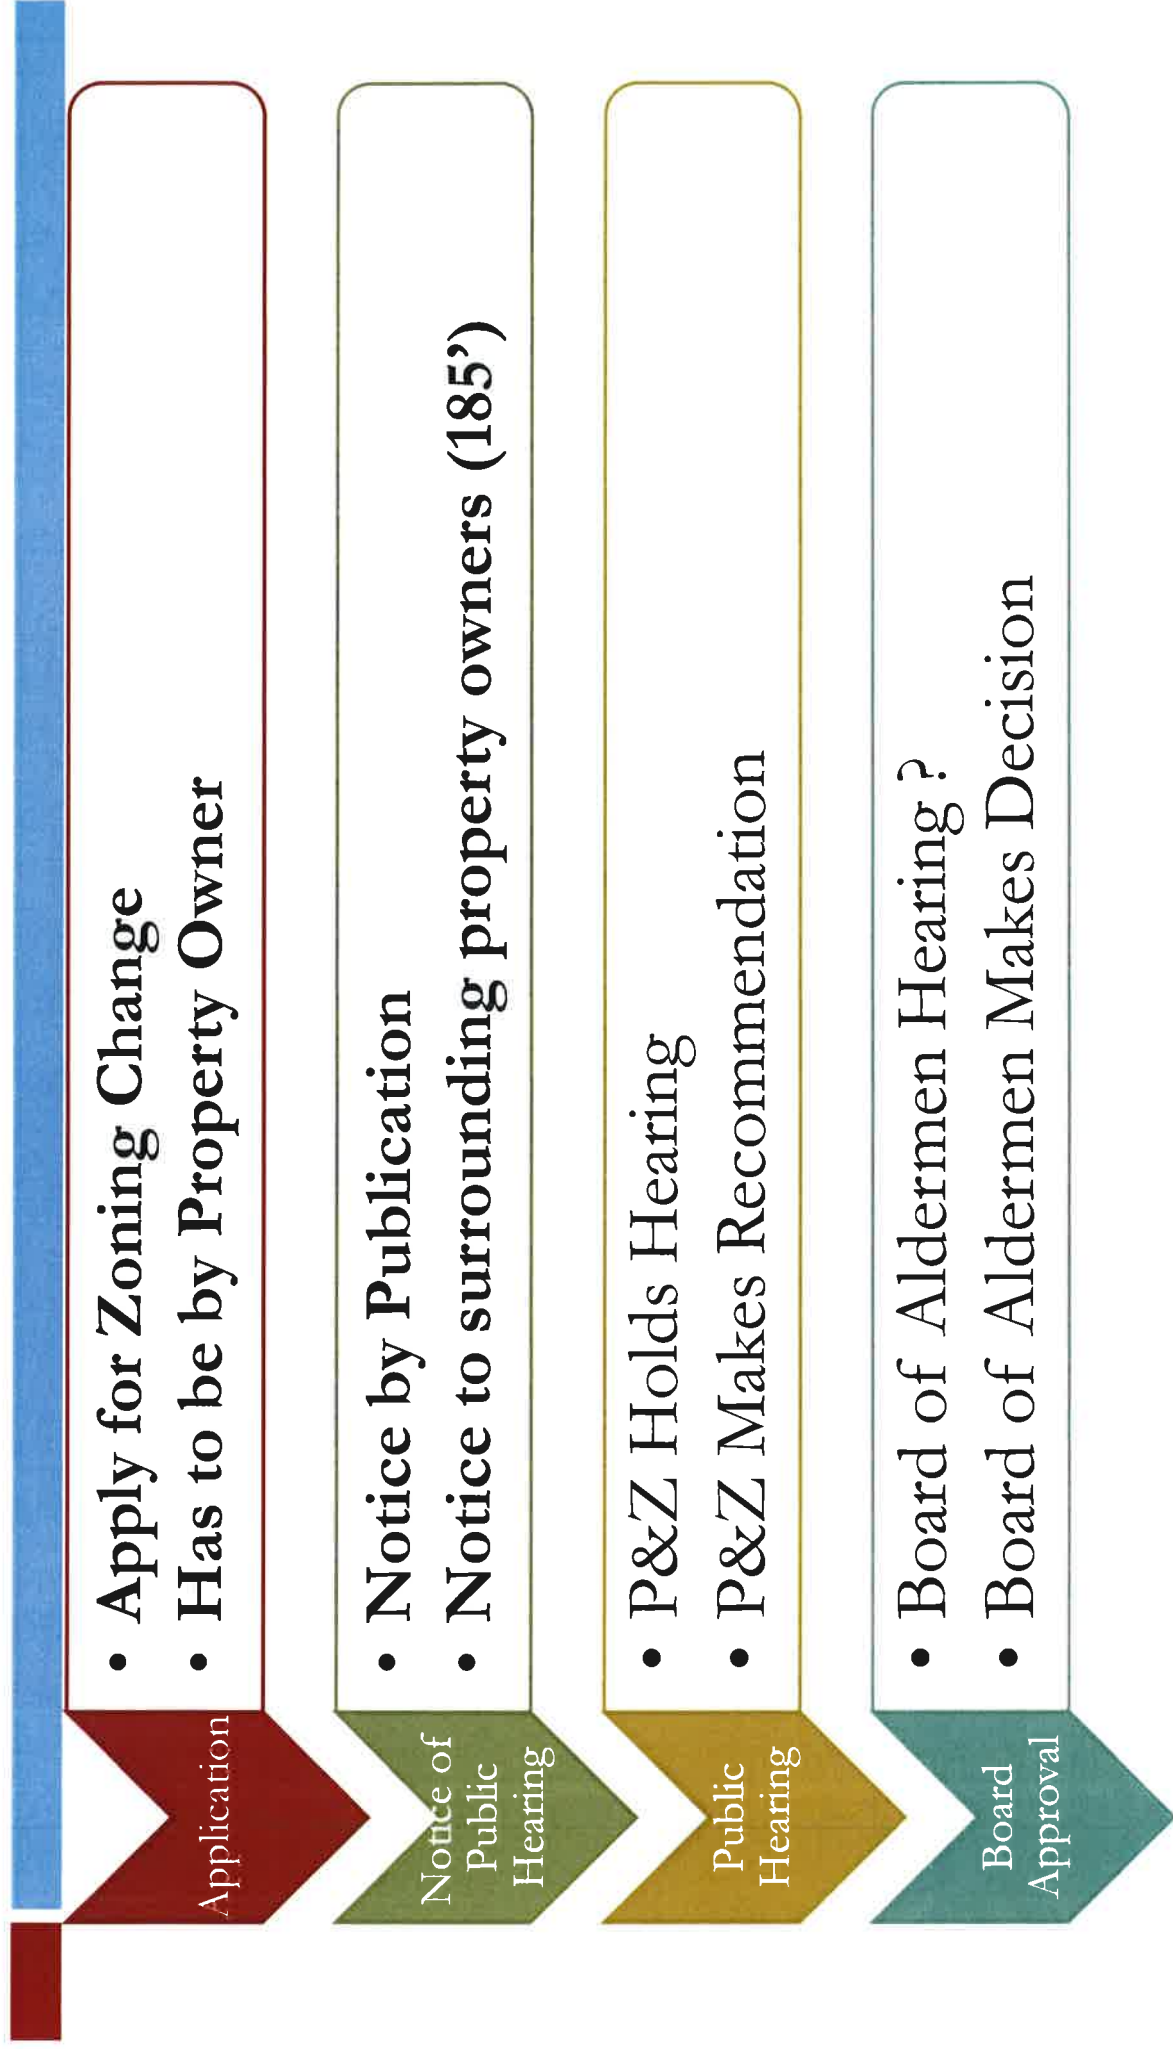 Application
• Apply for Zoning Change
• Has to be by Property Owner
Notice of
Public
Hearing
• Notice by Publication
• Notice to surrounding property owners (185’)
Public
Hearing
• P&Z Holds Hearing
• P&Z Makes Recommendation
Board
Approval
• Board of Aldermen Hearing ?
• Board of Aldermen Makes Decision